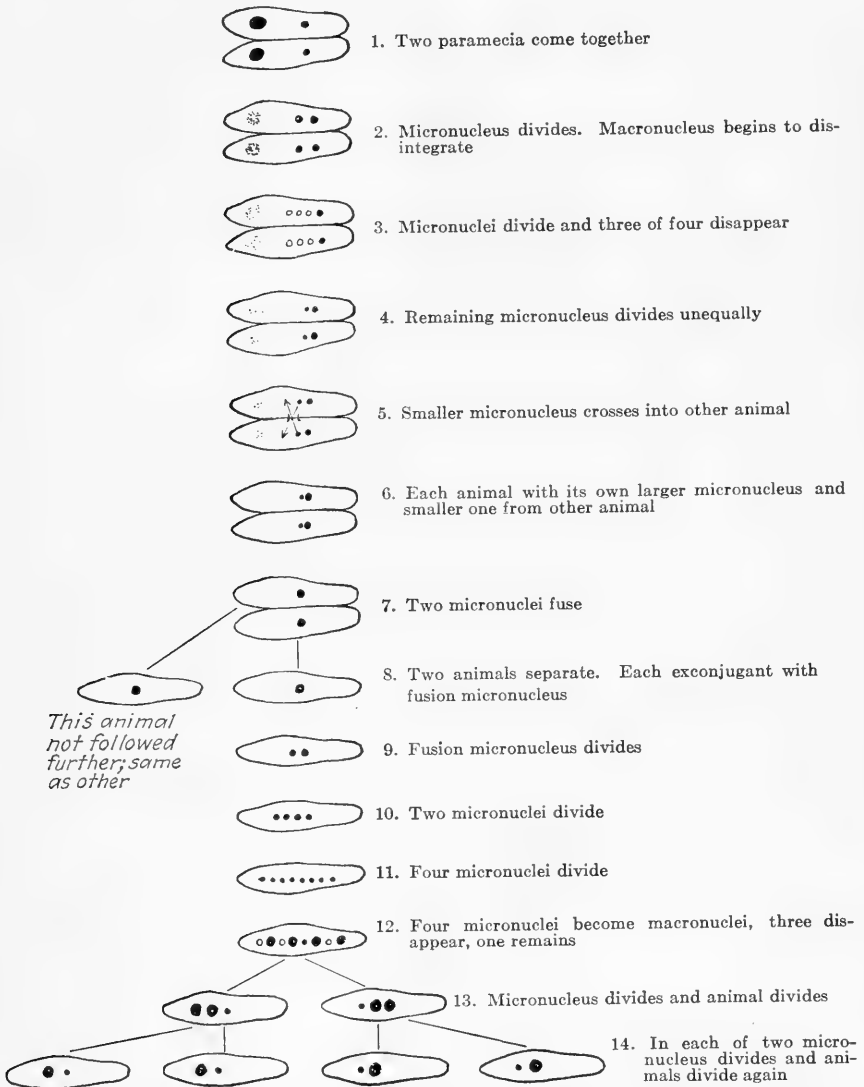 1. Two paramecia come together
2. Micronucleus divides. Macronucleus begins to dis-
integrate
3. Micronuclei divide and three of four disappear
4. Remaining micronucleus divides unequally
5. Smaller micronucleus crosses into other animal
6. Each animal with its own larger micronucleus and
smaller one from other animal
7. Two micronuclei fuse
8. Two animals separate. Each exconjugant with
fusion micronucleus
This animal
not followed
further; same
as other
9. Fusion micronucleus divides
10. Two micronuclei divide
11. Four micronuclei divide
12. Four micronuclei become macronuclei, three dis-
appear, one remains
13. Micronucleus divides and animal divides
14. In each of two micro-
nucleus divides and ani-
mals divide again